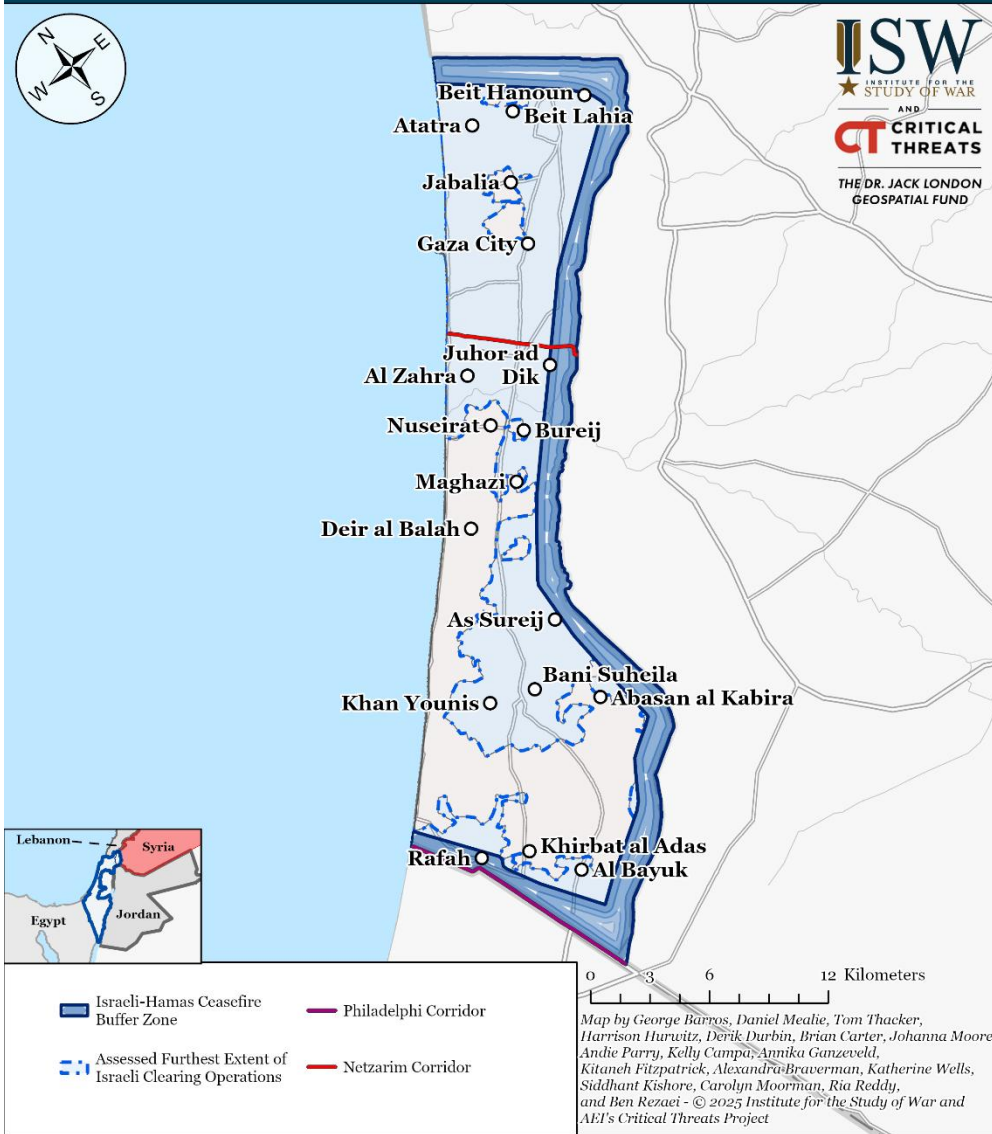 N
E
W
S
ISW
INSTITUTE FOR THE
STUDY OF WAR
AND
CT CRITICAL
THREATS
THE DR. JACK LONDON
GEOSPATIAL FUND
Beit Hanoun
Beit Lahia
Atatra
Jabalia
Gaza City
Juhor ad
Dik
Al Zahra
Nuseirat
Bureij
Maghazi
Deir al Balah
As Sureij
Bani Suheila
Abasan al Kabira
Khan Younis
Khirbat al Adas
Rafah
Al Bayuk
Lebanon
Syria
Egypt
Jordan
Israeli-Hamas Ceasefire
Buffer Zone
Assessed Furthest Extent of
Israeli Clearing Operations
Philadelphi Corridor
Netzarim Corridor
0 3 6 12 Kilometers
Map by George Barros, Daniel Mealie, Tom Thacker,
Harrison Hurwitz, Derik Durbin, Brian Carter, Johanna Moore
Andie Parry, Kelly Campa, Annika Ganzeveld,
Kitaneh Fitzpatrick, Alexandra Braverman, Katherine Wells,
Siddhant Kishore, Carolyn Moorman, Ria Reddy,
and Ben Rezaei - © 2025 Institute for the Study of War and
AEI's Critical Threats Project